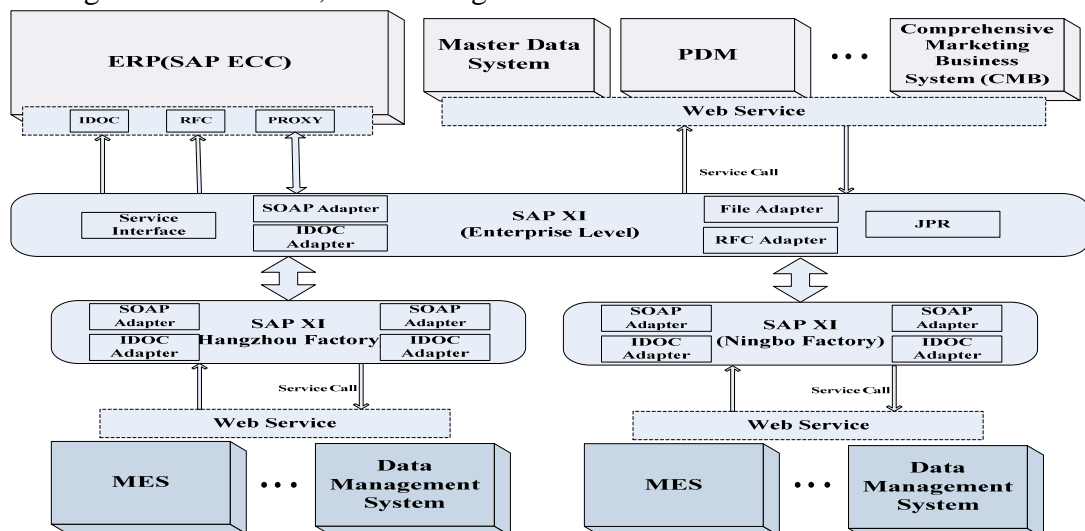 ERP(SAP ECC)
IDOC
RFC
PROXY
Master Data
System
PDM
• • •
Comprehensive
Marketing
Business
System (CMB)
Web Service
Service Call
Service
Interface
SOAP Adapter
IDOC
Adapter
SAP XI
(Enterprise Level)
File Adapter
RFC Adapter
JPR
SOAP
Adapter
IDOC
Adapter
SAP XI
Hangzhou Factory
SOAP
Adapter
IDOC
Adapter
SOAP
Adapter
IDOC
Adapter
SAP XI
(Ningbo Factory)
SOAP
Adapter
IDOC
Adapter
Service Call
Web Service
Service Call
Web Service
MES
• • •
Data
Management
System
MES
• • •
Data
Management
System